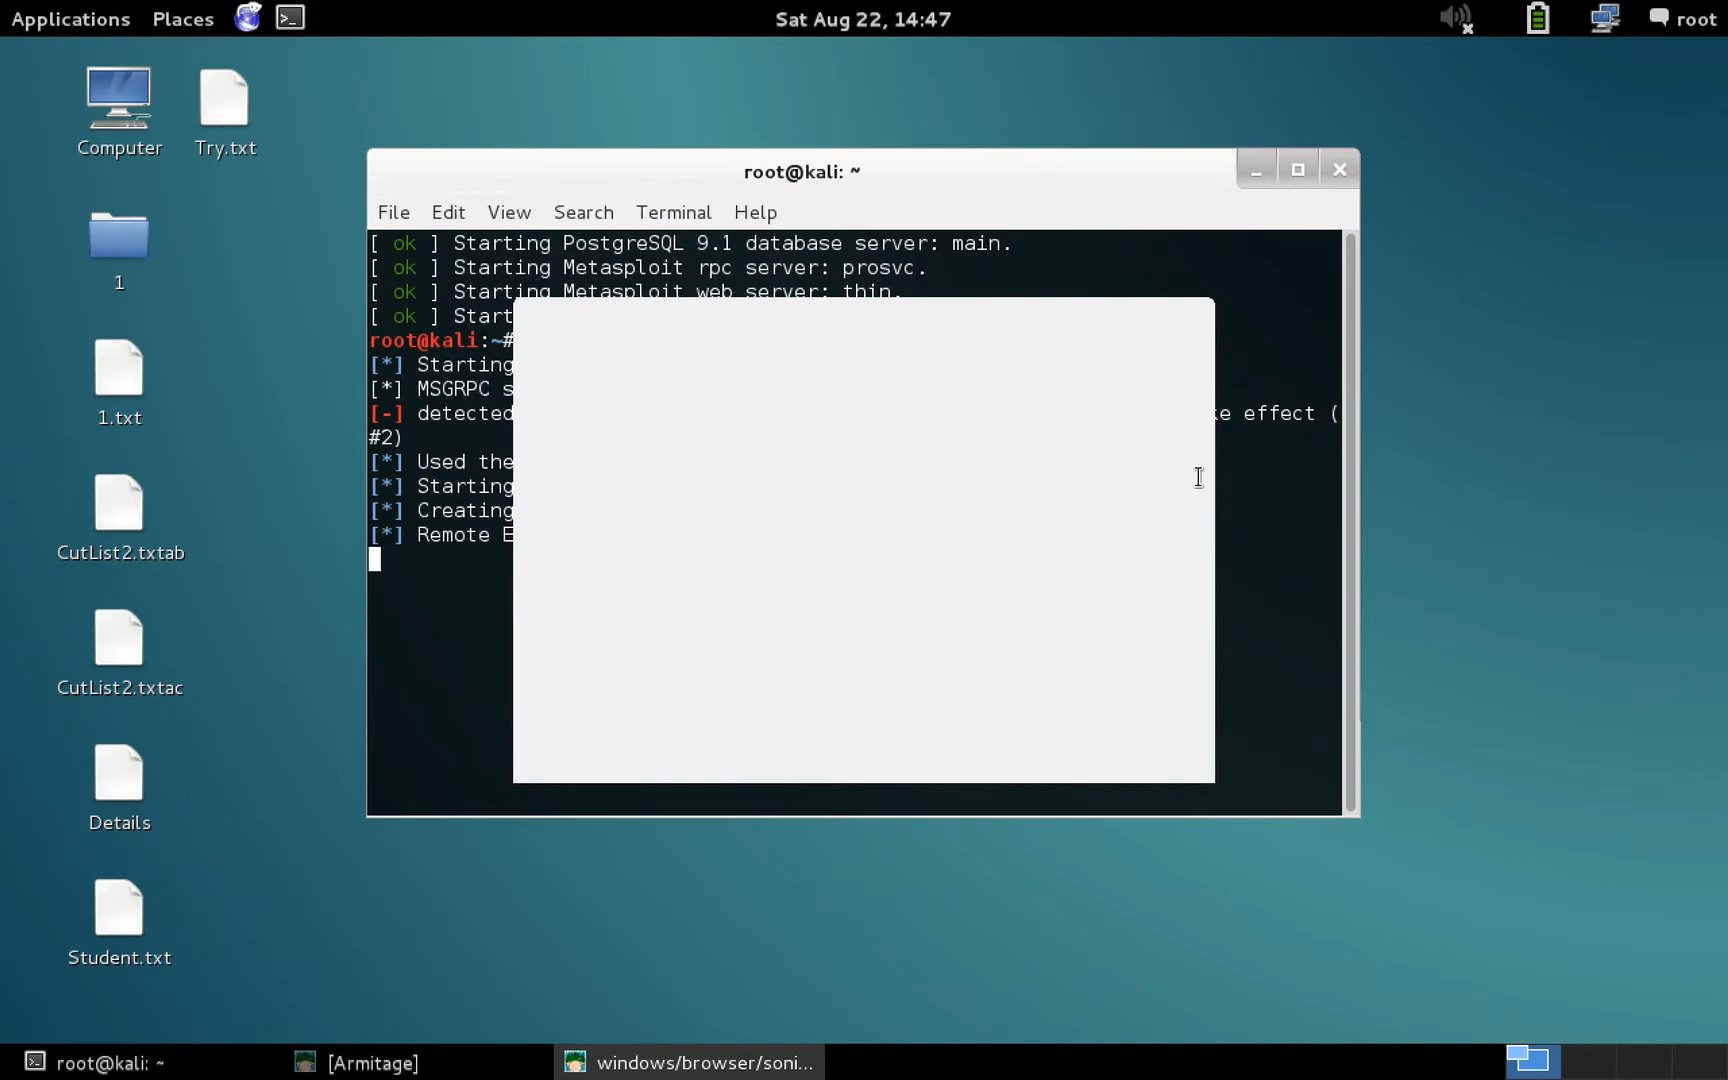 Applications Places Sat Aug 22, 14:47 root
Computer
Try.txt
1
1.txt
CutList2.txtab
CutList2.txtac
Details
Student.txt
root@kali: ~
File Edit View Search Terminal Help
[ ok ] Starting PostgreSQL 9.1 database server: main.
[ ok ] Starting Metasploit rpc server: prosvc.
[ ok ] Starting Metasploit web server: thin.
[ ok ] Start
root@kali:~#
[*] Starting
[*] MSGRPC s
[-] detected ke effect (
#2)
[*] Used the
[*] Starting
[*] Creating
[*] Remote E
root@kali: ~ [Armitage] windows/browser/soni...